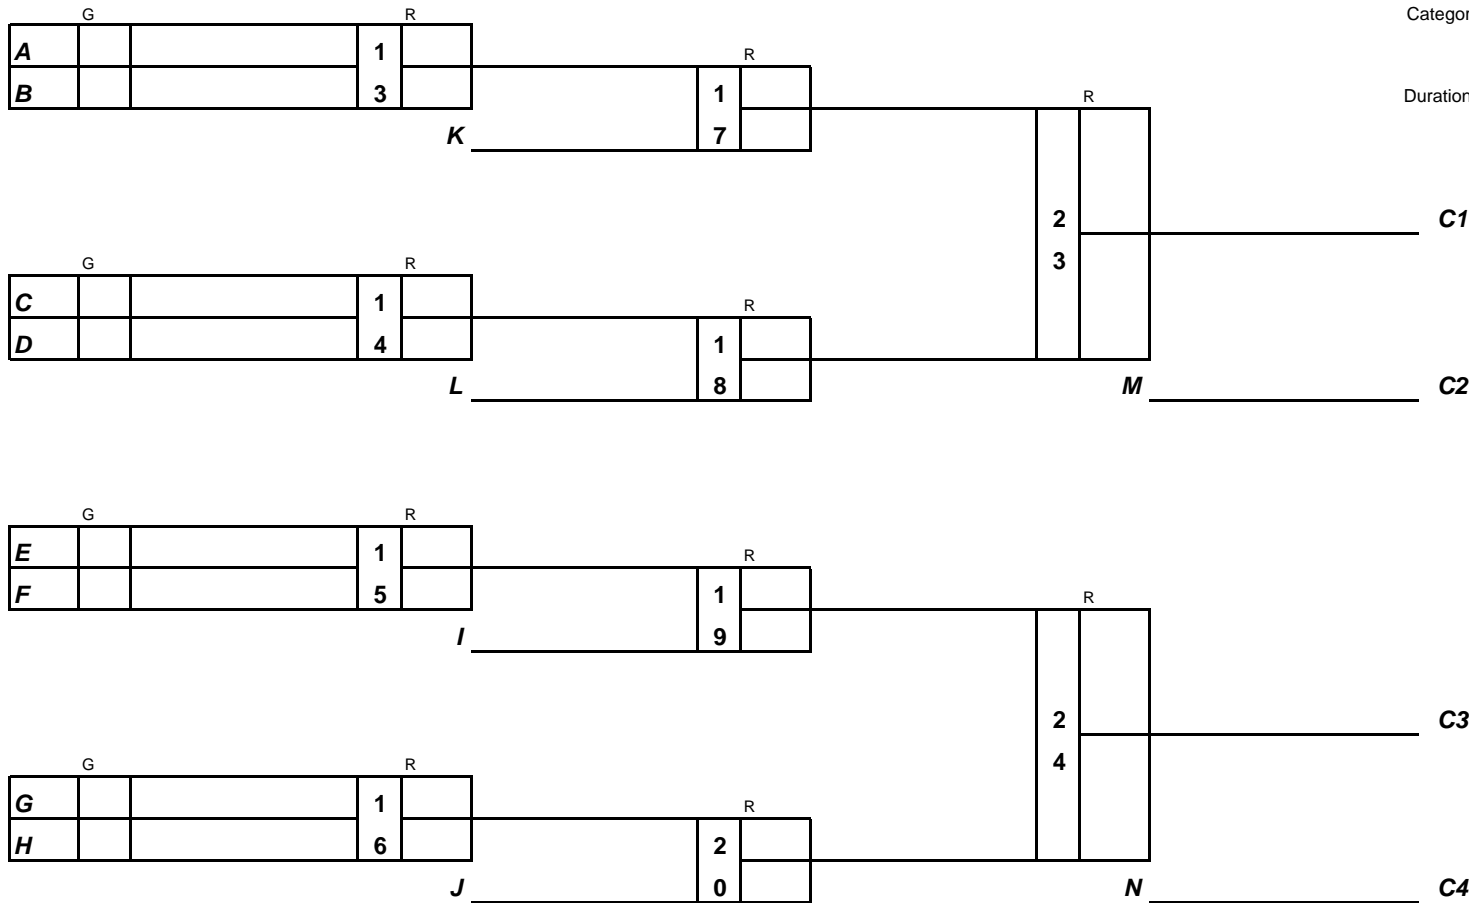 G R Categor
A 1 R
B 3 1 R Duration
K 7
2 C1
G R 3
C 1 R
D 4 1
L 8 M C2
G R
E 1 R
F 5 1 R
I 9
2 C3
G R 4
G 1 R
H 6 2
J 0 N C4